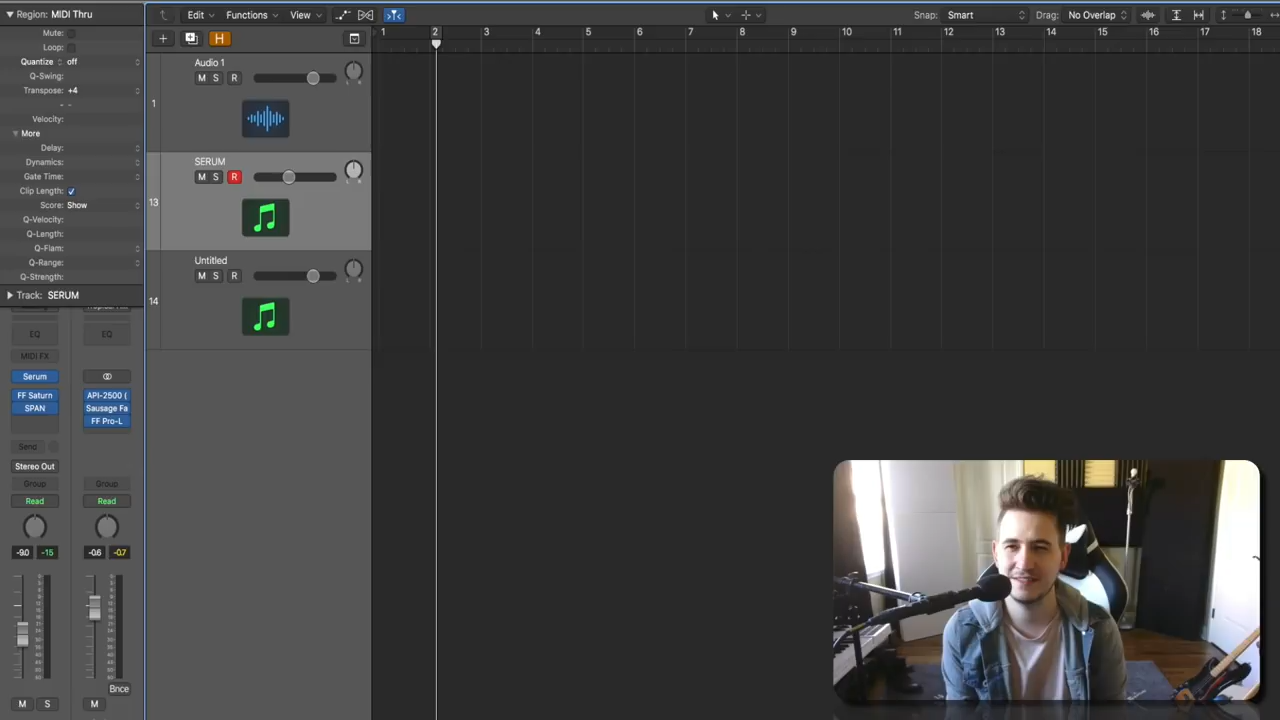 Region: MIDI Thru
Mute:
Loop:
Quantize off
Q-Swing:
Transpose: +4
Velocity:
More
Delay:
Dynamics:
Gate Time:
Clip Length:
Score: Show
Q-Velocity:
Q-Length:
Q-Flam:
Q-Range:
Q-Strength:
Track: SERUM
EQ EQ
MIDI FX
Serum
FF Saturn API-2500 (
SPAN Sausage Fa
FF Pro-L
Send
Stereo Out
Group Group
Read Read
-9.0 -15 -0.6 -0.7
Bnce
M S M
Edit Functions View Snap: Smart Drag: No Overlap
+ H 1 2 3 4 5 6 7 8 9 10 11 12 13 14 15 16 17 18
Audio 1
M S R
1
SERUM
M S R
13
Untitled
M S R
14